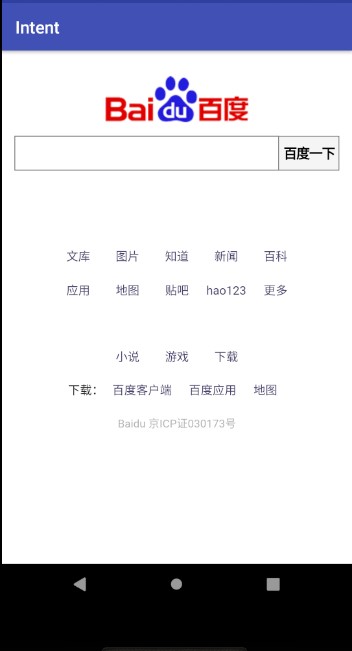 Intent
Bai du 百度
百度一下
文库 图片 知道 新闻 百科
应用 地图 贴吧 hao123 更多
小说 游戏 下载
下载： 百度客户端 百度应用 地图
Baidu 京ICP证030173号